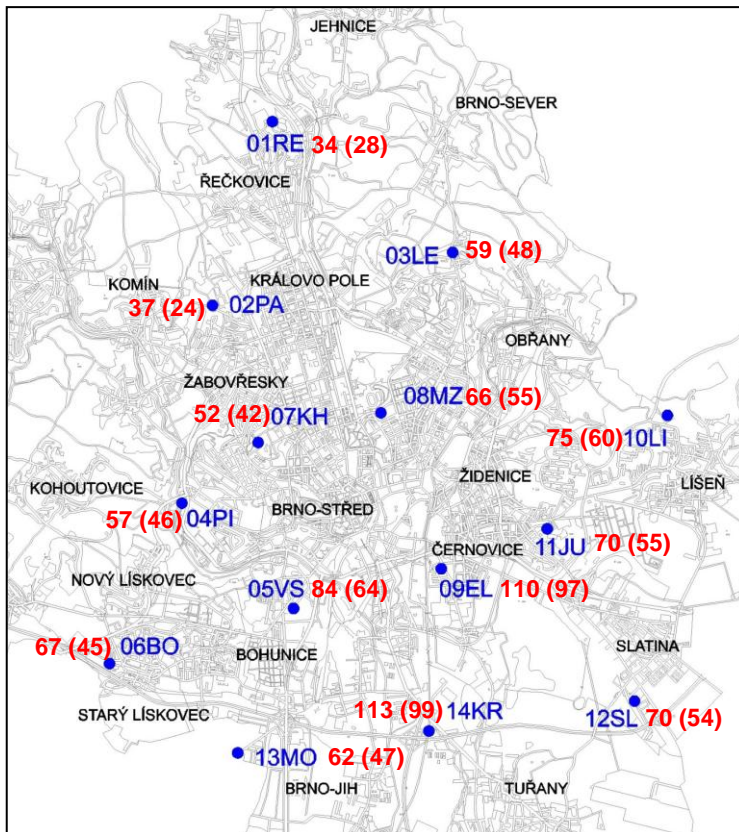 JEHNICE
BRNO-SEVER
01RE 34 (28)
ŘEČKOVICE
03LE 59 (48)
KOMÍN
KRÁLOVO POLE
37 (24) 02PA
OBŘANY
ŽABOVŘESKY
08MZ 66 (55)
52 (42) 07KH
75 (60) 10LI
ŽIDENICE
KOHOUTOVICE
LÍŠEŇ
57 (46) 04PI
BRNO-STŘED
11JU 70 (55)
ČERNOVICE
NOVÝ LÍSKOVEC
05VS 84 (64)
09EL 110 (97)
67 (45) 06BO
BOHUNICE
SLATINA
STARÝ LÍSKOVEC
113 (99) 14KR
12SL 70 (54)
13MO 62 (47)
BRNO-JIH
TUŘANY